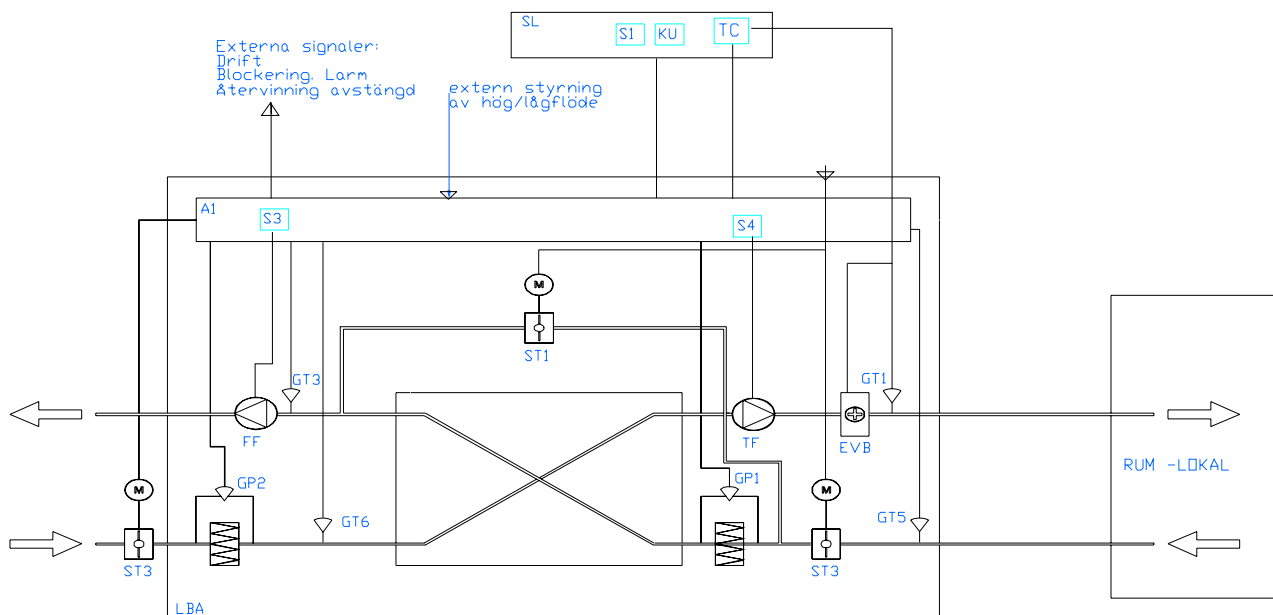 SL
S1
KU
TC
Externa signaler:
Drift
Blockering. Larm
Återvinning avstängd
extern styrning
av hög/lågflöde
A1
S3
S4
M
ST1
GT3
GT1
FF
TF
EVB
RUM -LOKAL
M
GP2
GP1
M
GT6
GT5
ST3
ST3
LBA